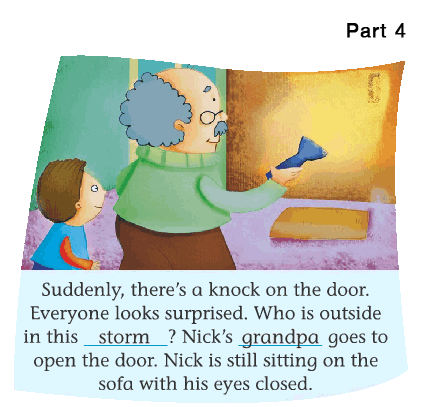 Part 4
Suddenly, there's a knock on the door.
Everyone looks surprised. Who is outside
in this storm? Nick's grandpa goes to
open the door. Nick is still sitting on the
sofa with his eyes closed.